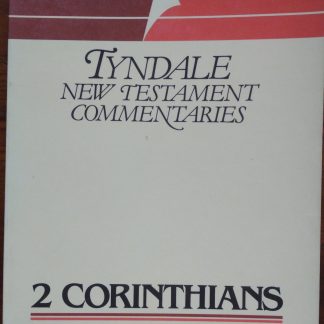 TYNDALE
NEW TESTAMENT
COMMENTARIES
2 CORINTHIANS